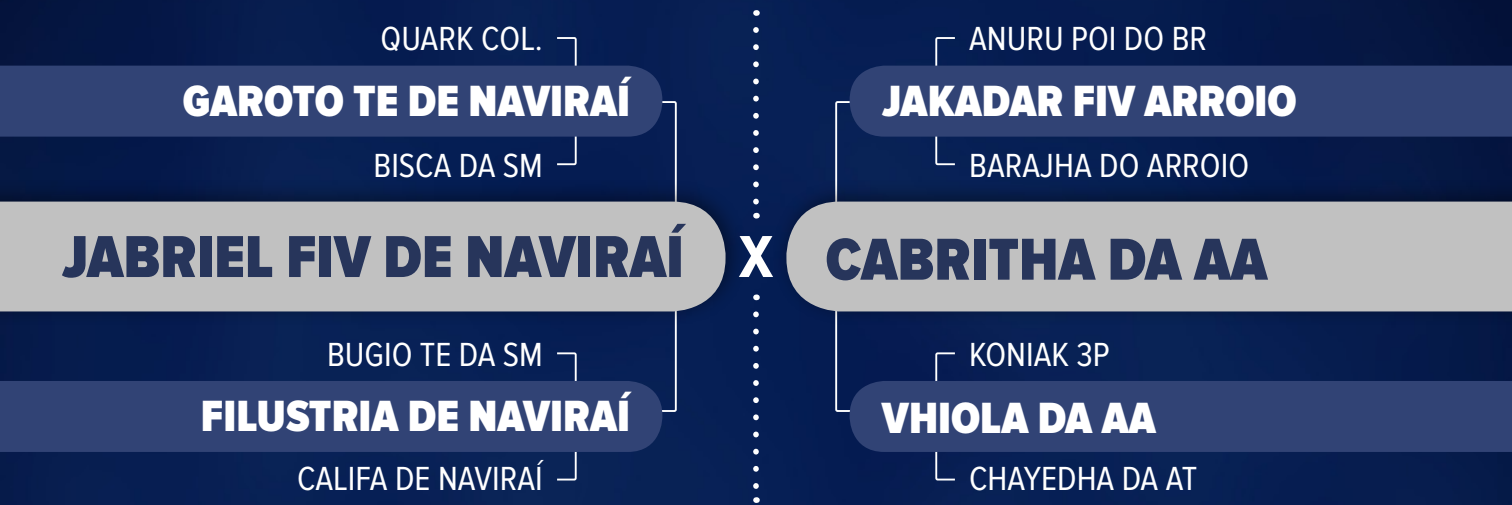 QUARK COL.
GAROTO TE DE NAVIRAÍ
BISCA DA SM
JABRIEL FIV DE NAVIRAÍ
BUGIO TE DA SM
FILUSTRIA DE NAVIRAÍ
CALIFA DE NAVIRAÍ
X
ANURU POI DO BR
JAKADAR FIV ARROIO
BARAJHA DO ARROIO
CABRITHA DA AA
KONIAK 3P
VHIOLA DA AA
CHAYEDHA DA AT